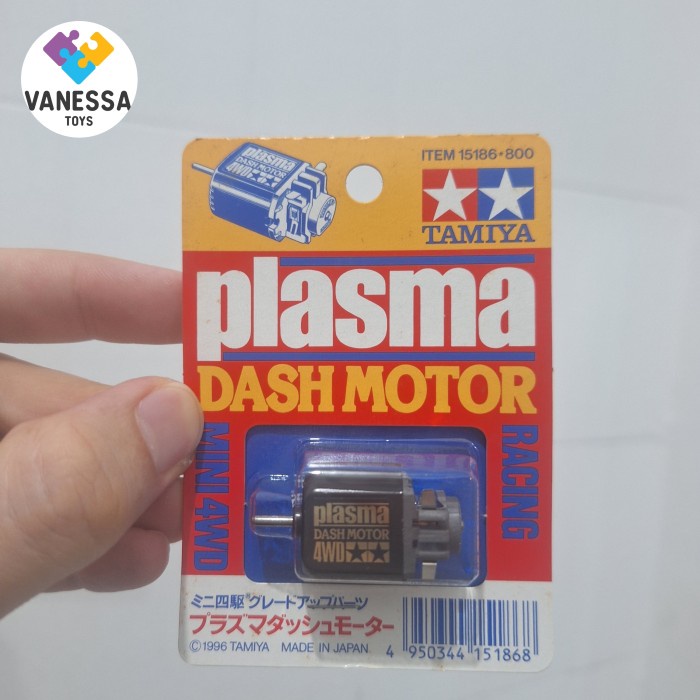 VANESSA
TOYS
ITEM 15186•800
plasma
DASH MOTOR
4WD
TAMIYA
plasma
DASH MOTOR
MINI 4WD
RACING
plasma
DASH MOTOR
4WD
ミニ四駆グレードアップパーツ
プラズマダッシュモーター
©1996 TAMIYA MADE IN JAPAN
4 950344 151868